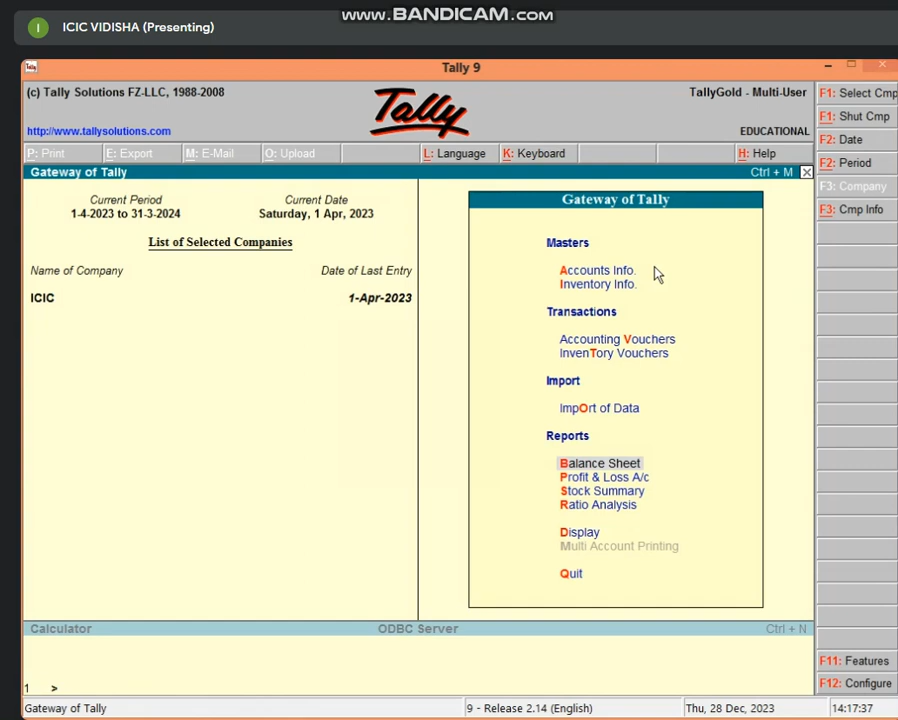 www.BANDICAM.com
I ICIC VIDISHA (Presenting)
Tally 9
(c) Tally Solutions FZ-LLC, 1988-2008
Tally
TallyGold - Multi-User
http://www.tallysolutions.com
EDUCATIONAL
P: Print E: Export M: E-Mail O: Upload L: Language K: Keyboard H: Help
Gateway of Tally Ctrl + M
Current Period
1-4-2023 to 31-3-2024
Current Date
Saturday, 1 Apr, 2023
List of Selected Companies
Name of Company Date of Last Entry
ICIC 1-Apr-2023
Gateway of Tally
Masters
Accounts Info.
Inventory Info.
Transactions
Accounting Vouchers
InvenTory Vouchers
Import
ImpOrt of Data
Reports
Balance Sheet
Profit & Loss A/c
Stock Summary
Ratio Analysis
Display
Multi Account Printing
Quit
F1: Select Cmp
F1: Shut Cmp
F2: Date
F2: Period
F3: Company
F3: Cmp Info
F11: Features
F12: Configure
Calculator ODBC Server Ctrl + N
1 >
Gateway of Tally 9 - Release 2.14 (English) Thu, 28 Dec, 2023 14:17:37